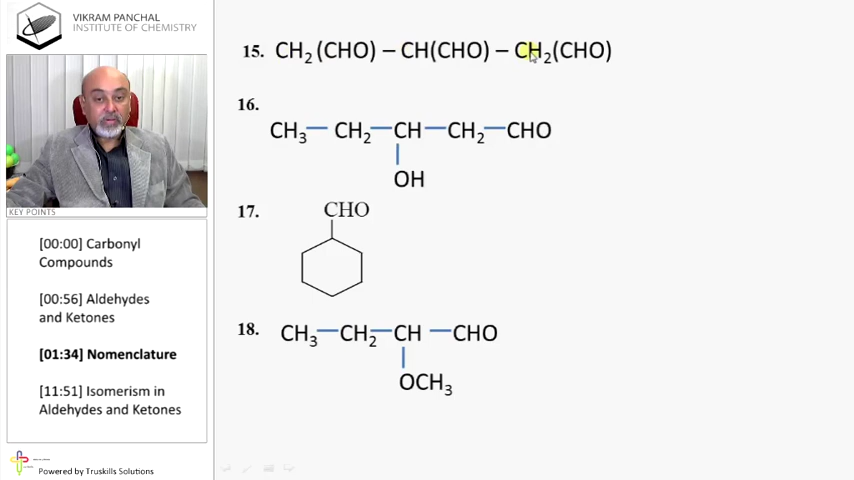 VIKRAM PANCHAL
INSTITUTE OF CHEMISTRY
KEY POINTS
[00:00] Carbonyl
Compounds
[00:56] Aldehydes
and Ketones
[01:34] Nomenclature
[11:51] Isomerism in
Aldehydes and Ketones
Powered by Truskills Solutions
15. CH₂ (CHO) – CH(CHO) – CH₂(CHO)
16.
CH₃ — CH₂ — CH — CH₂ — CHO
OH
17.
CHO
18. CH₃ — CH₂ — CH — CHO
OCH₃